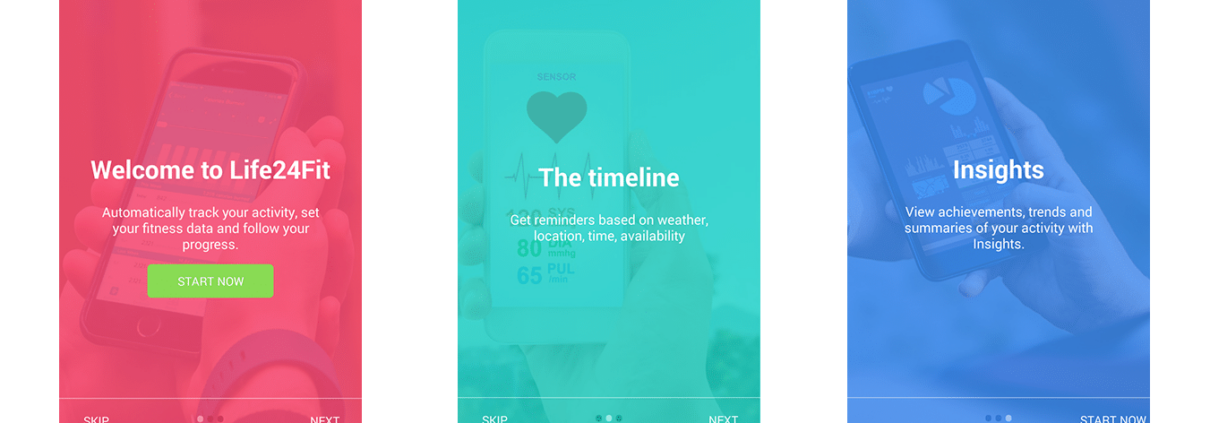 Welcome to Life24Fit
Automatically track your activity, set
your fitness data and follow your
progress.
START NOW
SKIP
NEXT
SENSOR
The timeline
SYS
Get reminders based on weather,
location, time, availability
80 DIA
mmhg
65 PUL
/min
SKIP
NEXT
Insights
View achievements, trends and
summaries of your activity with
Insights.
START NOW